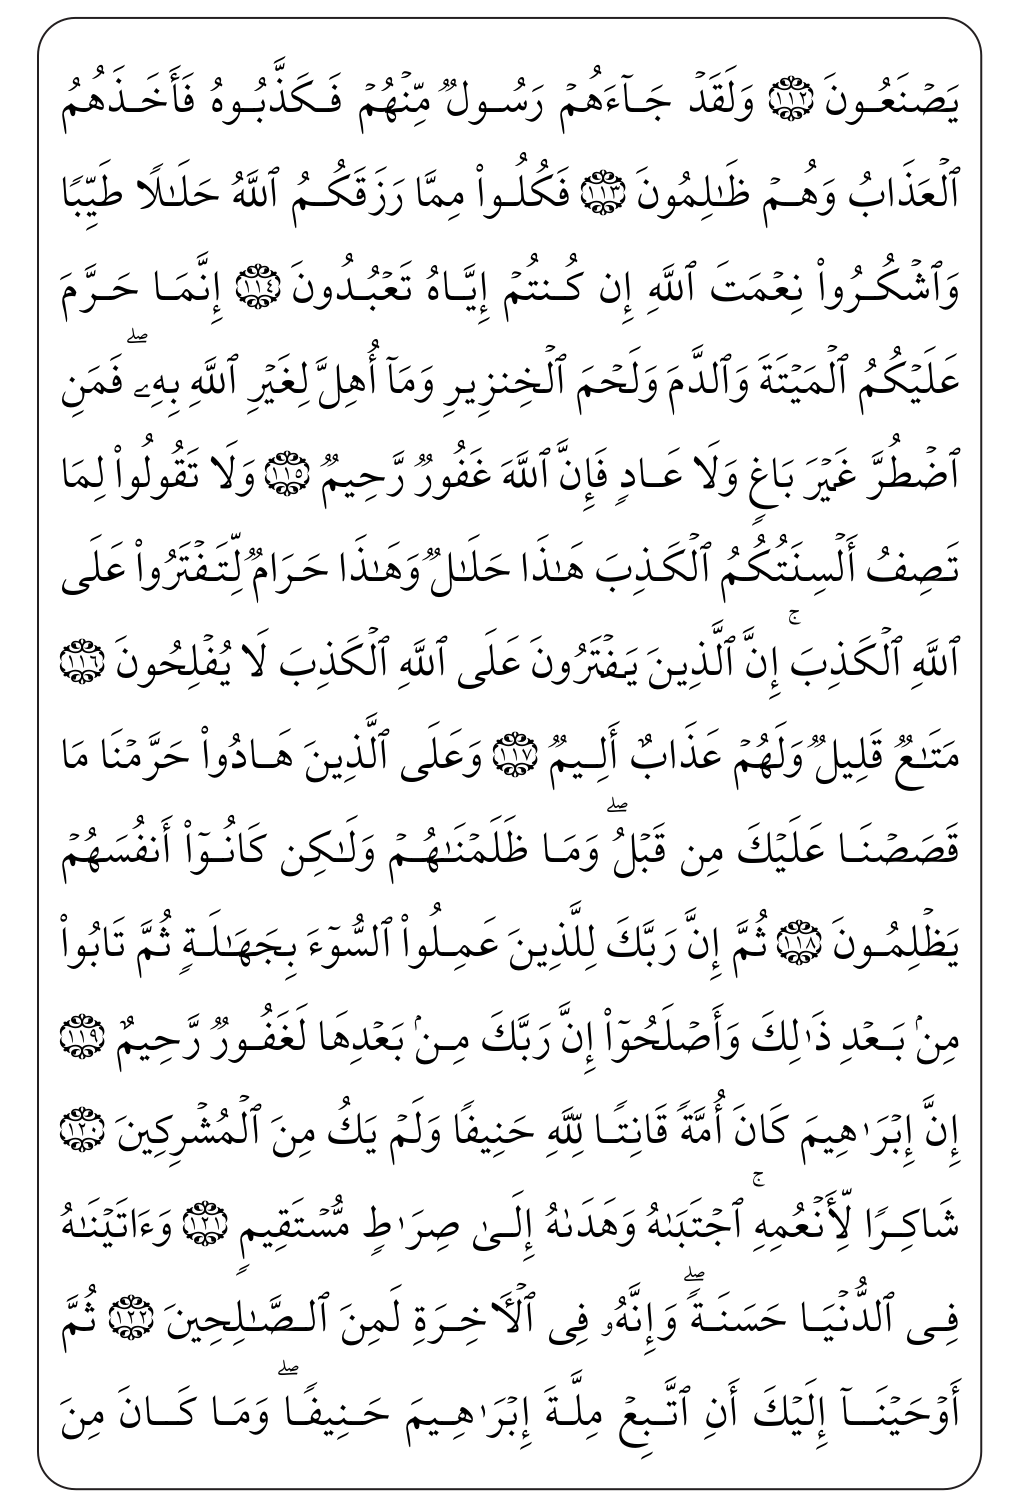 يَصۡنَعُونَ ١١٢ وَلَقَدۡ جَآءَهُمۡ رَسُولٞ مِّنۡهُمۡ فَكَذَّبُوهُ فَأَخَذَهُمُ
ٱلۡعَذَابُ وَهُمۡ ظَٰلِمُونَ ١١٣ فَكُلُواْ مِمَّا رَزَقَكُمُ ٱللَّهُ حَلَٰلٗا طَيِّبٗا
وَٱشۡكُرُواْ نِعۡمَتَ ٱللَّهِ إِن كُنتُمۡ إِيَّاهُ تَعۡبُدُونَ ١١٤ إِنَّمَا حَرَّمَ
عَلَيۡكُمُ ٱلۡمَيۡتَةَ وَٱلدَّمَ وَلَحۡمَ ٱلۡخِنزِيرِ وَمَآ أُهِلَّ لِغَيۡرِ ٱللَّهِ بِهِۦۖ فَمَنِ
ٱضۡطُرَّ غَيۡرَ بَاغٖ وَلَا عَادٖ فَإِنَّ ٱللَّهَ غَفُورٞ رَّحِيمٞ ١١٥ وَلَا تَقُولُواْ لِمَا
تَصِفُ أَلۡسِنَتُكُمُ ٱلۡكَذِبَ هَٰذَا حَلَٰلٞ وَهَٰذَا حَرَامٞ لِّتَفۡتَرُواْ عَلَى
ٱللَّهِ ٱلۡكَذِبَۚ إِنَّ ٱلَّذِينَ يَفۡتَرُونَ عَلَى ٱللَّهِ ٱلۡكَذِبَ لَا يُفۡلِحُونَ ١١٦
مَتَٰعٞ قَلِيلٞ وَلَهُمۡ عَذَابٌ أَلِيمٞ ١١٧ وَعَلَى ٱلَّذِينَ هَادُواْ حَرَّمۡنَا مَا
قَصَصۡنَا عَلَيۡكَ مِن قَبۡلُۖ وَمَا ظَلَمۡنَٰهُمۡ وَلَٰكِن كَانُوٓاْ أَنفُسَهُمۡ
يَظۡلِمُونَ ١١٨ ثُمَّ إِنَّ رَبَّكَ لِلَّذِينَ عَمِلُواْ ٱلسُّوٓءَ بِجَهَٰلَةٖ ثُمَّ تَابُواْ
مِنۢ بَعۡدِ ذَٰلِكَ وَأَصۡلَحُوٓاْ إِنَّ رَبَّكَ مِنۢ بَعۡدِهَا لَغَفُورٞ رَّحِيمٌ ١١٩
إِنَّ إِبۡرَٰهِيمَ كَانَ أُمَّةٗ قَانِتٗا لِّلَّهِ حَنِيفٗا وَلَمۡ يَكُ مِنَ ٱلۡمُشۡرِكِينَ ١٢٠
شَاكِرٗا لِّأَنۡعُمِهِۚ ٱجۡتَبَىٰهُ وَهَدَىٰهُ إِلَىٰ صِرَٰطٖ مُّسۡتَقِيمٖ ١٢١ وَءَاتَيۡنَٰهُ
فِي ٱلدُّنۡيَا حَسَنَةٗۖ وَإِنَّهُۥ فِي ٱلۡأٓخِرَةِ لَمِنَ ٱلصَّٰلِحِينَ ١٢٢ ثُمَّ
أَوۡحَيۡنَآ إِلَيۡكَ أَنِ ٱتَّبِعۡ مِلَّةَ إِبۡرَٰهِيمَ حَنِيفٗاۖ وَمَا كَانَ مِنَ